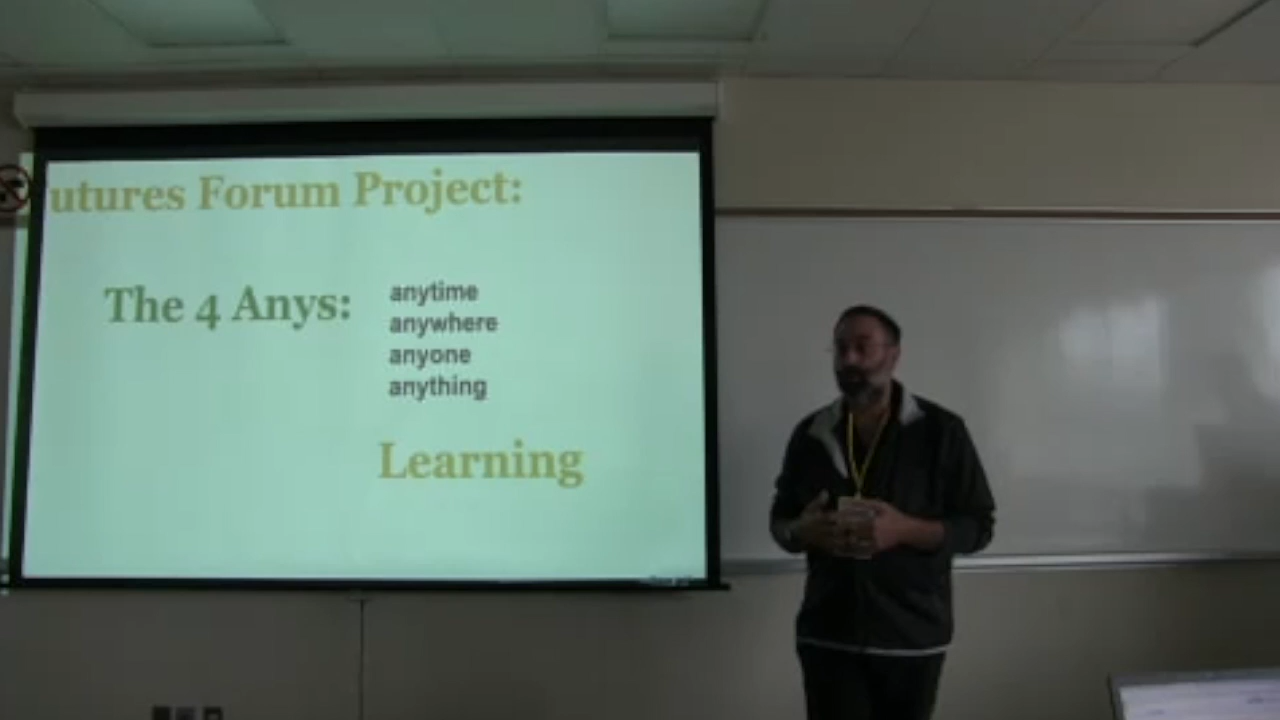 utures Forum Project:
The 4 Anys:
anytime
anywhere
anyone
anything
Learning